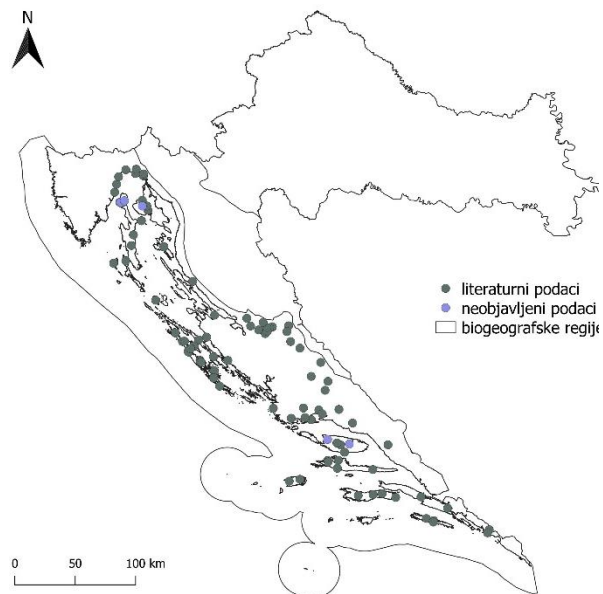 N
literaturni podaci
neobjavljeni podaci
biogeografske regije
0 50 100 km